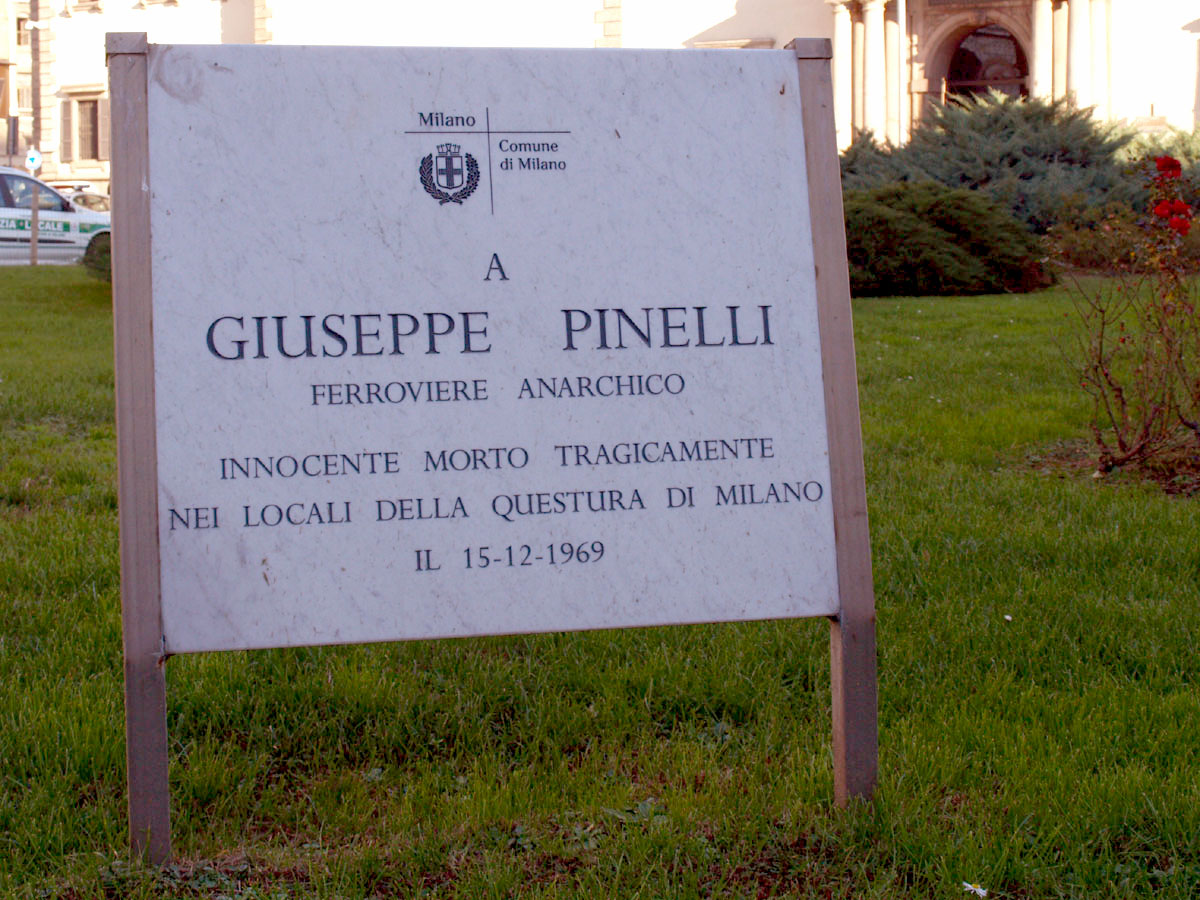 Milano
Comune
di Milano
A
GIUSEPPE PINELLI
FERROVIERE ANARCHICO
INNOCENTE MORTO TRAGICAMENTE
NEI LOCALI DELLA QUESTURA DI MILANO
IL 15-12-1969
LOCALE